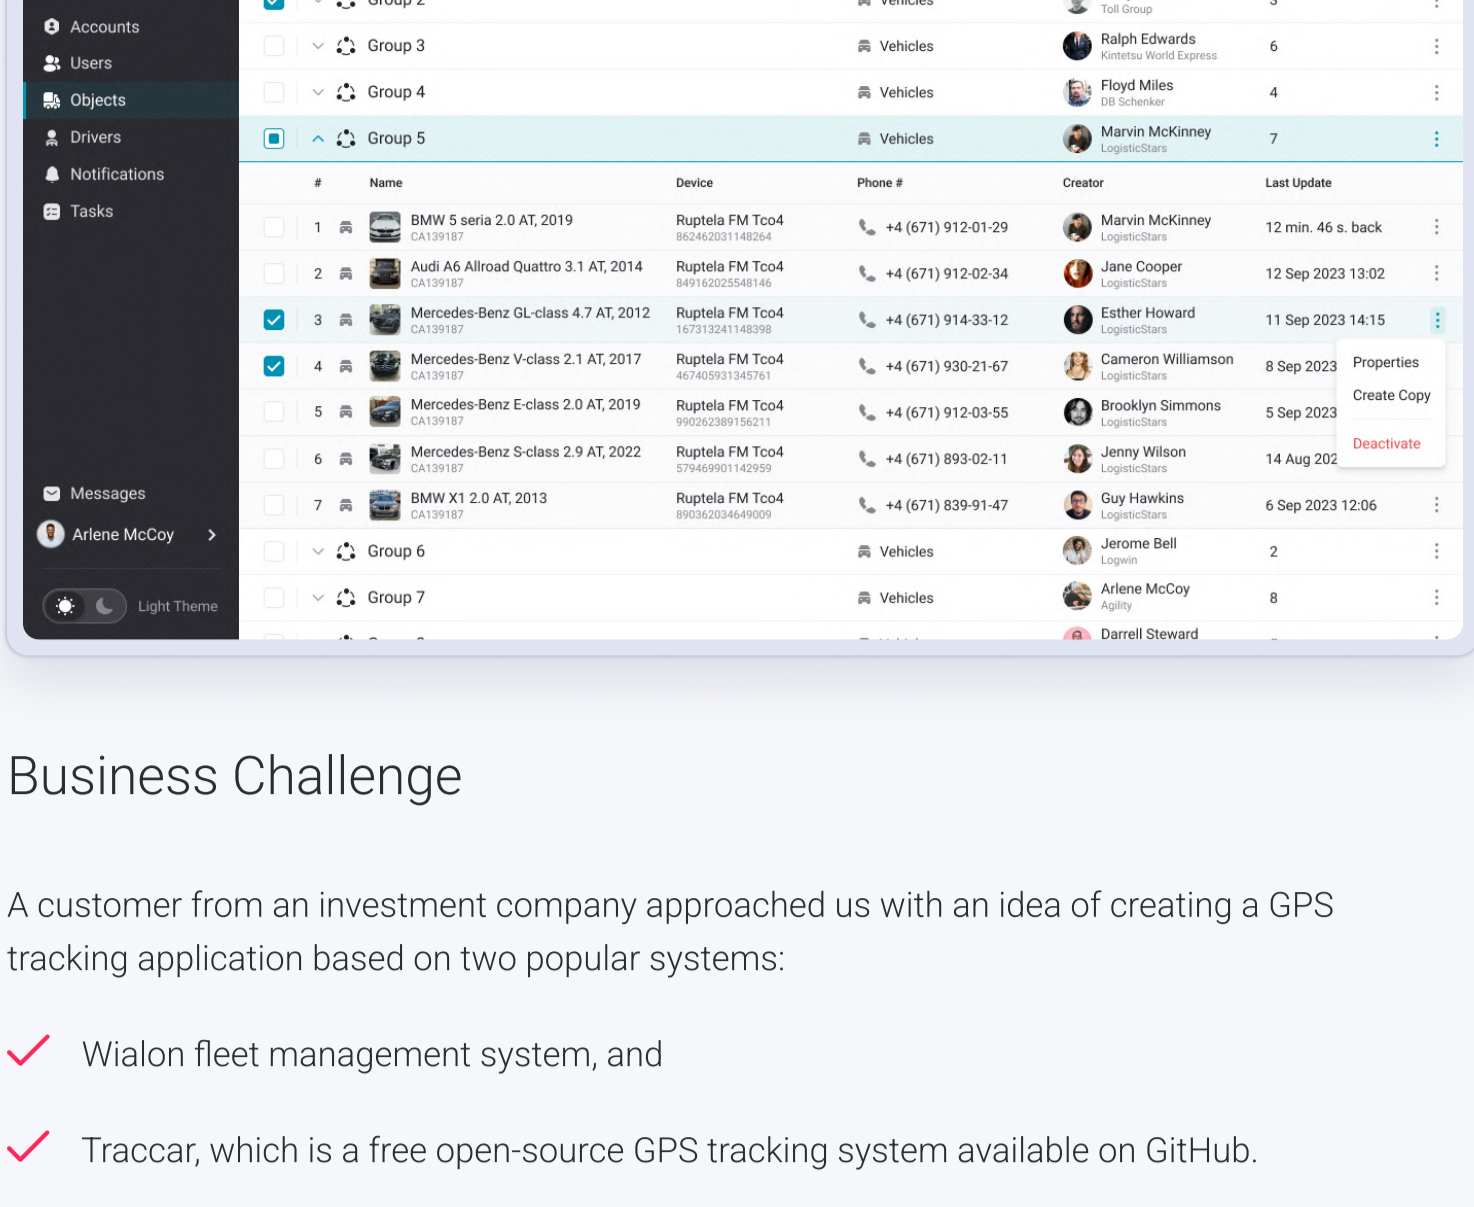 Group 2 Vehicles 3
Toll Group
Accounts
Group 3 Vehicles Ralph Edwards 6
Kintetsu World Express
Users
Group 4 Vehicles Floyd Miles 4
DB Schenker
Objects
Group 5 Vehicles Marvin McKinney 7
LogisticStars
Drivers
Notifications
Tasks
# Name Device Phone # Creator Last Update
1 BMW 5 seria 2.0 AT, 2019 Ruptela FM Tco4 +4 (671) 912-01-29 Marvin McKinney 12 min. 46 s. back
CA139187 862462031148264 LogisticStars
2 Audi A6 Allroad Quattro 3.1 AT, 2014 Ruptela FM Tco4 +4 (671) 912-02-34 Jane Cooper 12 Sep 2023 13:02
CA139187 849162025548146 LogisticStars
3 Mercedes-Benz GL-class 4.7 AT, 2012 Ruptela FM Tco4 +4 (671) 914-33-12 Esther Howard 11 Sep 2023 14:15
CA139187 167313241148398 LogisticStars
4 Mercedes-Benz V-class 2.1 AT, 2017 Ruptela FM Tco4 +4 (671) 930-21-67 Cameron Williamson 8 Sep 2023
CA139187 467405931345761 LogisticStars
5 Mercedes-Benz E-class 2.0 AT, 2019 Ruptela FM Tco4 +4 (671) 912-03-55 Brooklyn Simmons 5 Sep 2023
CA139187 990262389156211 LogisticStars
6 Mercedes-Benz S-class 2.9 AT, 2022 Ruptela FM Tco4 +4 (671) 893-02-11 Jenny Wilson 14 Aug 202
CA139187 579469901142959 LogisticStars
7 BMW X1 2.0 AT, 2013 Ruptela FM Tco4 +4 (671) 839-91-47 Guy Hawkins 6 Sep 2023 12:06
CA139187 890362034649009 LogisticStars
Properties
Create Copy
Deactivate
Messages
Arlene McCoy
Group 6 Vehicles Jerome Bell 2
Logwin
Group 7 Vehicles Arlene McCoy 8
Agility
Light Theme
Darrell Steward
Business Challenge
A customer from an investment company approached us with an idea of creating a GPS
tracking application based on two popular systems:
Wialon fleet management system, and
Traccar, which is a free open-source GPS tracking system available on GitHub.